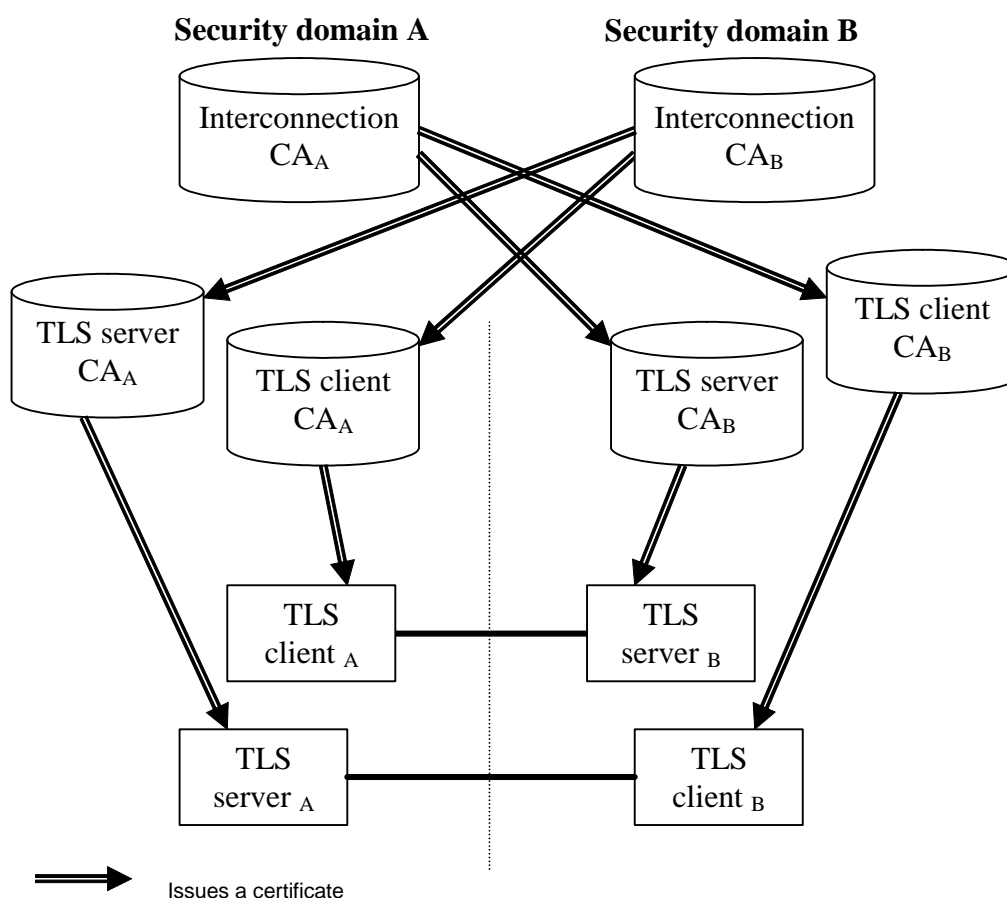 Security domain A
Security domain B
Interconnection
CAA
Interconnection
CAB
TLS server
CAA
TLS client
CAA
TLS server
CAB
TLS client
CAB
TLS
client A
TLS
server B
TLS
server A
TLS
client B
Issues a certificate